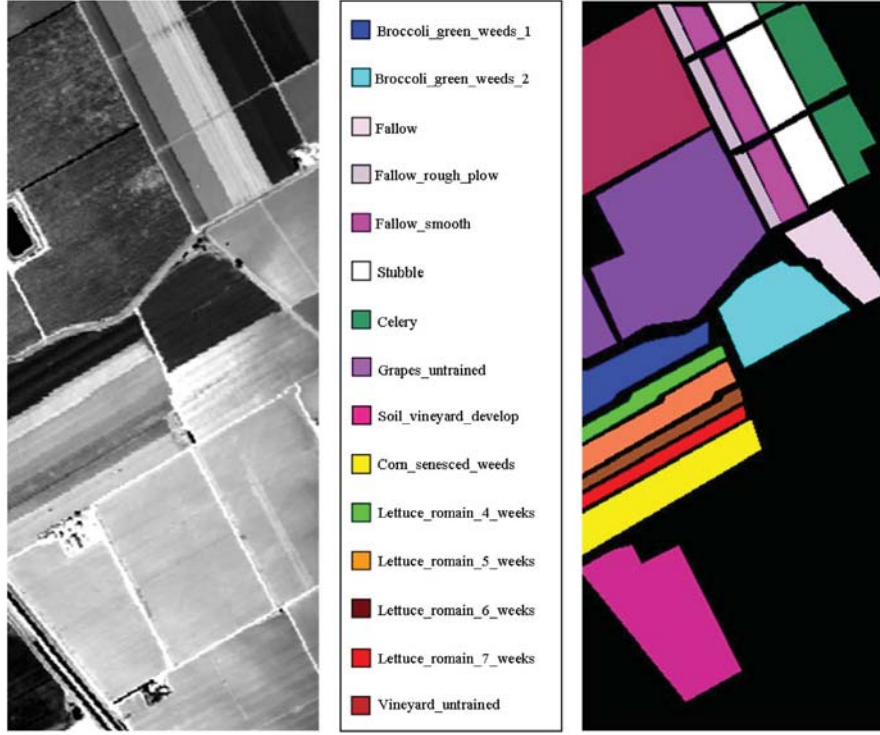 Broccoli_green_weeds_1
Broccoli_green_weeds_2
Fallow
Fallow_rough_plow
Fallow_smooth
Stubble
Celery
Grapes_untrained
Soil_vineyard_develop
Corn_senesced_weeds
Lettuce_romain_4_weeks
Lettuce_romain_5_weeks
Lettuce_romain_6_weeks
Lettuce_romain_7_weeks
Vineyard_untrained